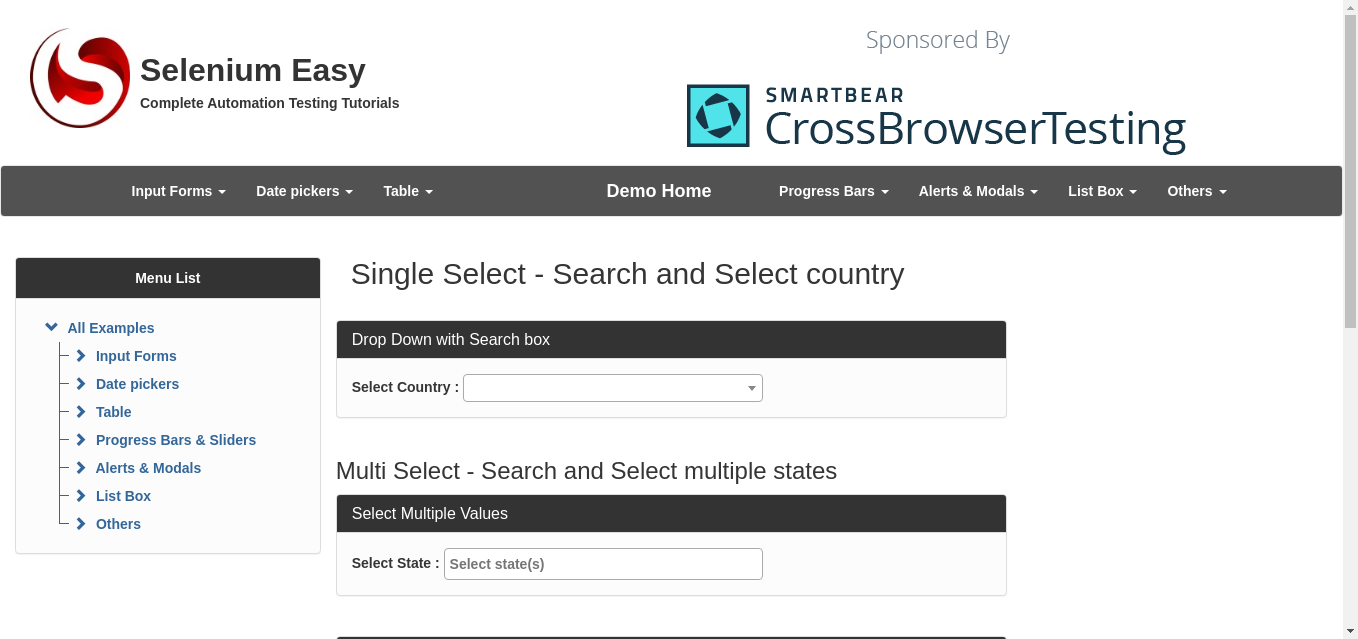 Selenium Easy
Complete Automation Testing Tutorials
Sponsored By
SMARTBEAR
CrossBrowserTesting
Input Forms Date pickers Table Demo Home Progress Bars Alerts & Modals List Box Others
Menu List
All Examples
Input Forms
Date pickers
Table
Progress Bars & Sliders
Alerts & Modals
List Box
Others
Single Select - Search and Select country
Drop Down with Search box
Select Country :
Multi Select - Search and Select multiple states
Select Multiple Values
Select State : Select state(s)